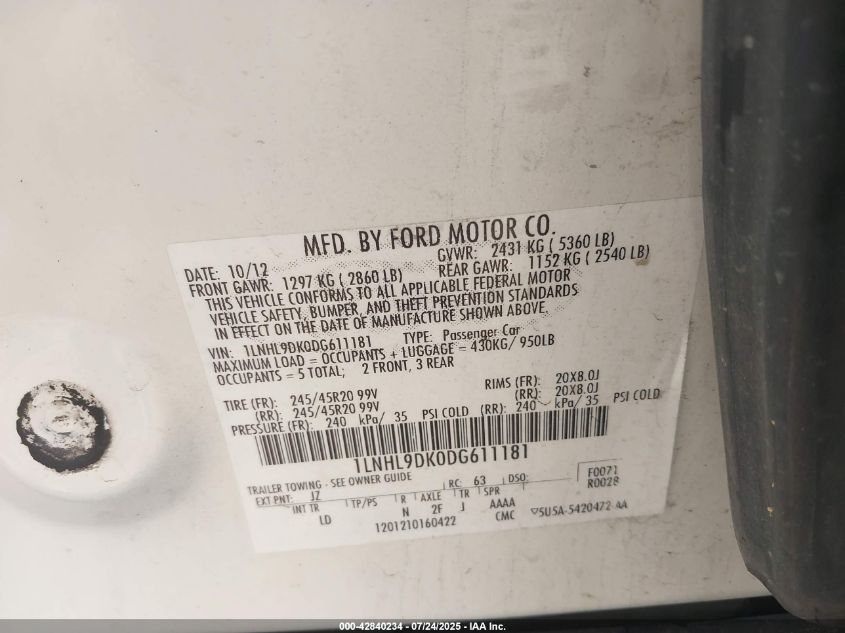 MFD. BY FORD MOTOR CO.
DATE: 10/12 GVWR: 2431 KG ( 5360 LB)
FRONT GAWR: 1297 KG ( 2860 LB) REAR GAWR: 1152 KG ( 2540 LB)
THIS VEHICLE CONFORMS TO ALL APPLICABLE FEDERAL MOTOR
VEHICLE SAFETY, BUMPER, AND THEFT PREVENTION STANDARDS
IN EFFECT ON THE DATE OF MANUFACTURE SHOWN ABOVE.
VIN: 1LNHL9DK0DG611181 TYPE: Passenger Car
MAXIMUM LOAD = OCCUPANTS + LUGGAGE = 430KG/ 950LB
OCCUPANTS = 5 TOTAL; 2 FRONT, 3 REAR
TIRE (FR): 245/45R20 99V RIMS (FR): 20X8.0J
(RR): 245/45R20 99V (RR): 20X8.0J
PRESSURE (FR): 240 kPa/ 35 PSI COLD (RR): 240 kPa/ 35 PSI COLD
1LNHL9DK0DG611181
TRAILER TOWING - SEE OWNER GUIDE
EXT PNT: JZ RC: 63 DSO: F0071
R0028
INT TR TP/PS R AXLE TR SPR
LD N 2F J AAAA
1201210160422 CMC 5U5A-5420472-AA
000-42840234 - 07/24/2025 - IAA Inc.